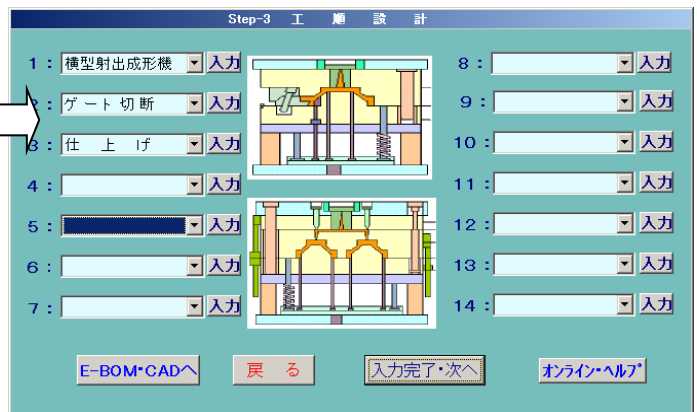 Step-3 工 順 設 計
1：横型射出成形機 入力
2：ゲート切断 入力
3：仕 上 げ 入力
4： 入力
5： 入力
6： 入力
7： 入力
8： 入力
9： 入力
10： 入力
11： 入力
12： 入力
13： 入力
14： 入力
E-BOM・CADへ 戻 る 入力完了・次へ オンライン・ヘルプ